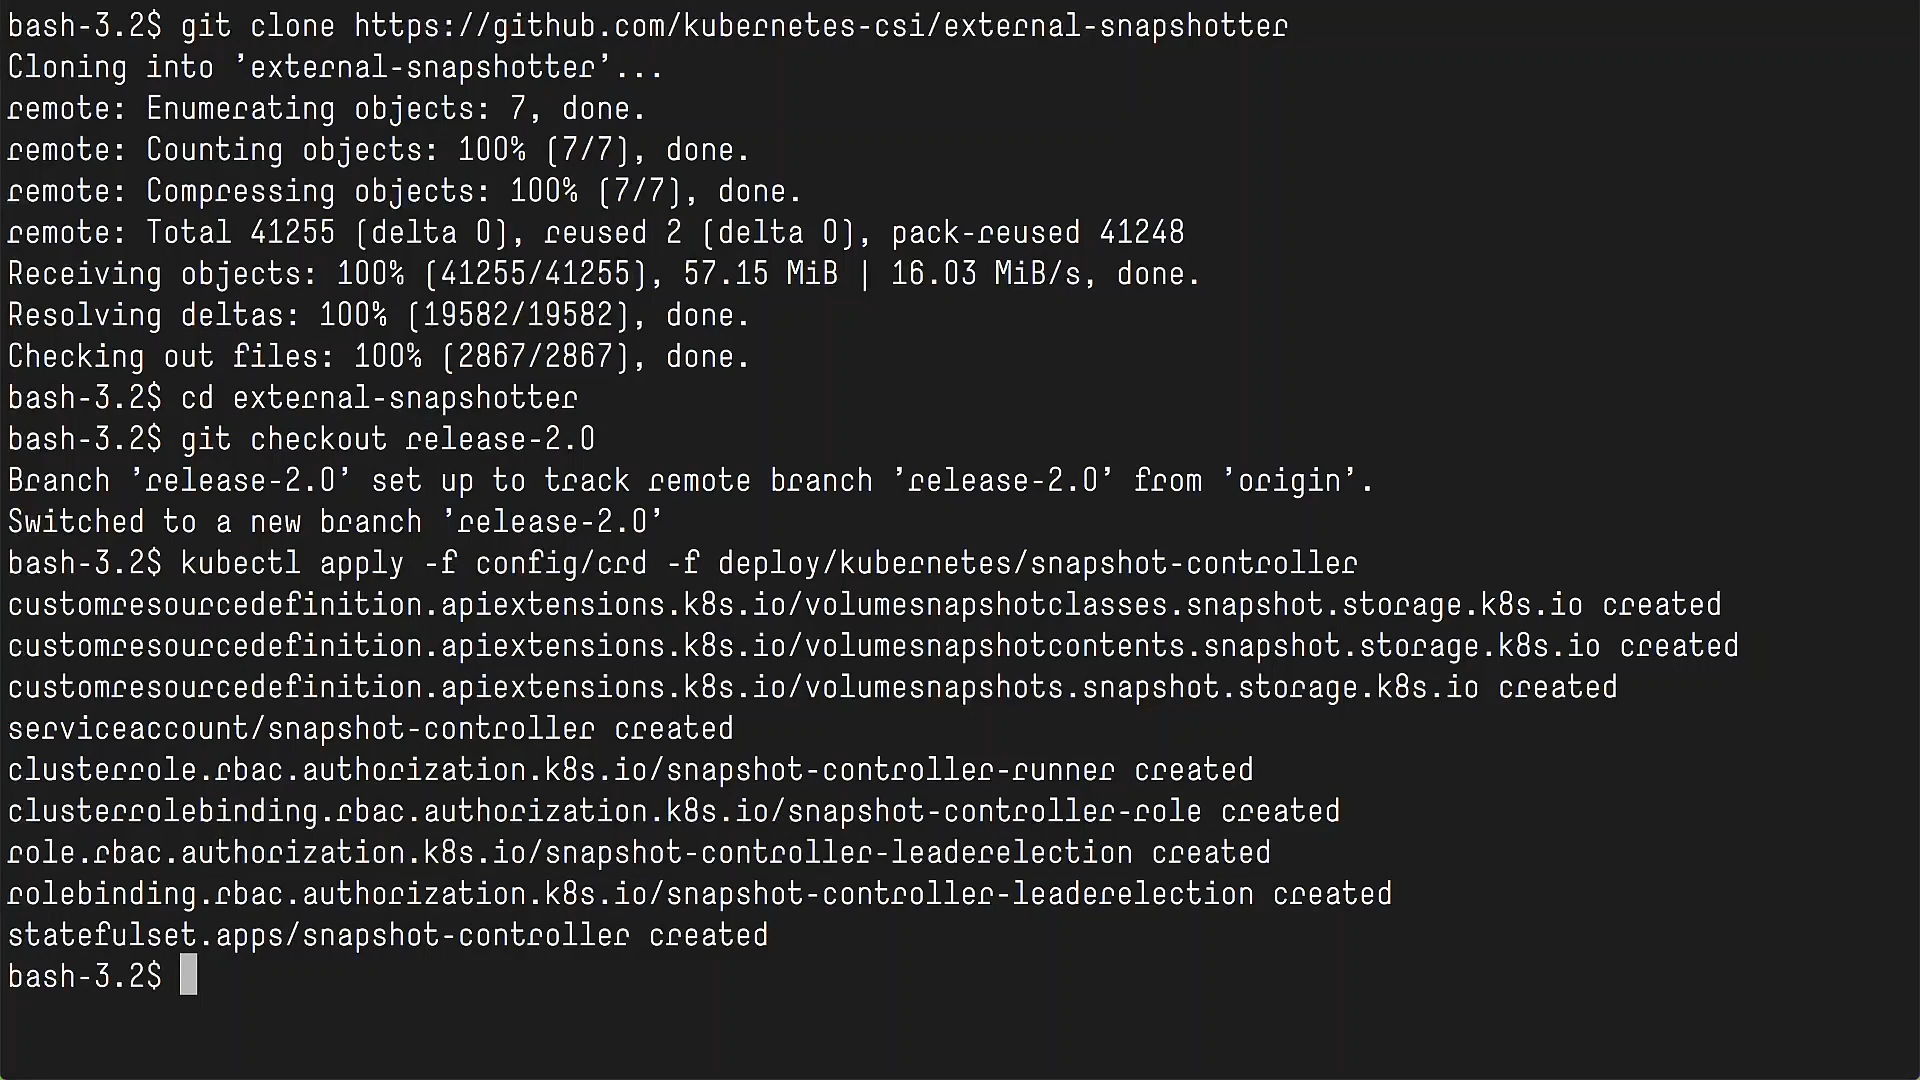 bash-3.2$ git clone https://github.com/kubernetes-csi/external-snapshotter
Cloning into 'external-snapshotter'...
remote: Enumerating objects: 7, done.
remote: Counting objects: 100% (7/7), done.
remote: Compressing objects: 100% (7/7), done.
remote: Total 41255 (delta 0), reused 2 (delta 0), pack-reused 41248
Receiving objects: 100% (41255/41255), 57.15 MiB | 16.03 MiB/s, done.
Resolving deltas: 100% (19582/19582), done.
Checking out files: 100% (2867/2867), done.
bash-3.2$ cd external-snapshotter
bash-3.2$ git checkout release-2.0
Branch 'release-2.0' set up to track remote branch 'release-2.0' from 'origin'.
Switched to a new branch 'release-2.0'
bash-3.2$ kubectl apply -f config/crd -f deploy/kubernetes/snapshot-controller
customresourcedefinition.apiextensions.k8s.io/volumesnapshotclasses.snapshot.storage.k8s.io created
customresourcedefinition.apiextensions.k8s.io/volumesnapshotcontents.snapshot.storage.k8s.io created
customresourcedefinition.apiextensions.k8s.io/volumesnapshots.snapshot.storage.k8s.io created
serviceaccount/snapshot-controller created
clusterrole.rbac.authorization.k8s.io/snapshot-controller-runner created
clusterrolebinding.rbac.authorization.k8s.io/snapshot-controller-role created
role.rbac.authorization.k8s.io/snapshot-controller-leaderelection created
rolebinding.rbac.authorization.k8s.io/snapshot-controller-leaderelection created
statefulset.apps/snapshot-controller created
bash-3.2$